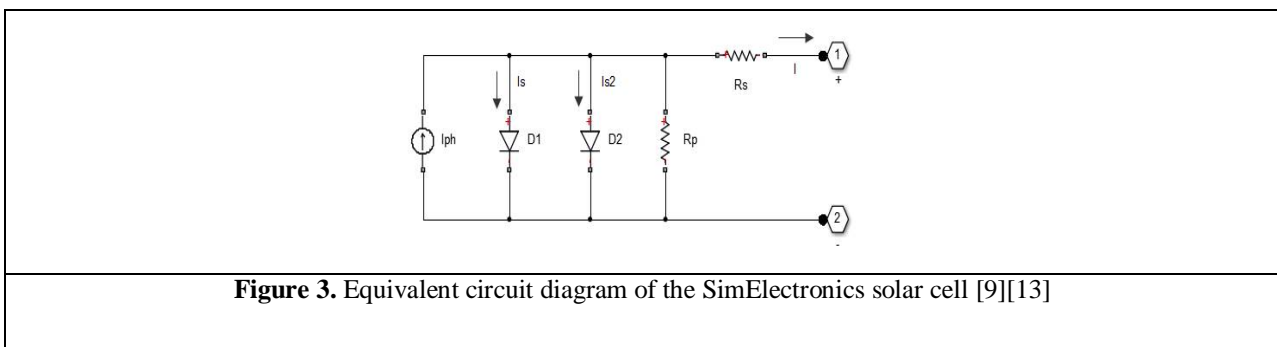 1
I
+
Rs
Is
Is2
Iph
D1
D2
Rp
2
-
Figure 3. Equivalent circuit diagram of the SimElectronics solar cell [9][13]